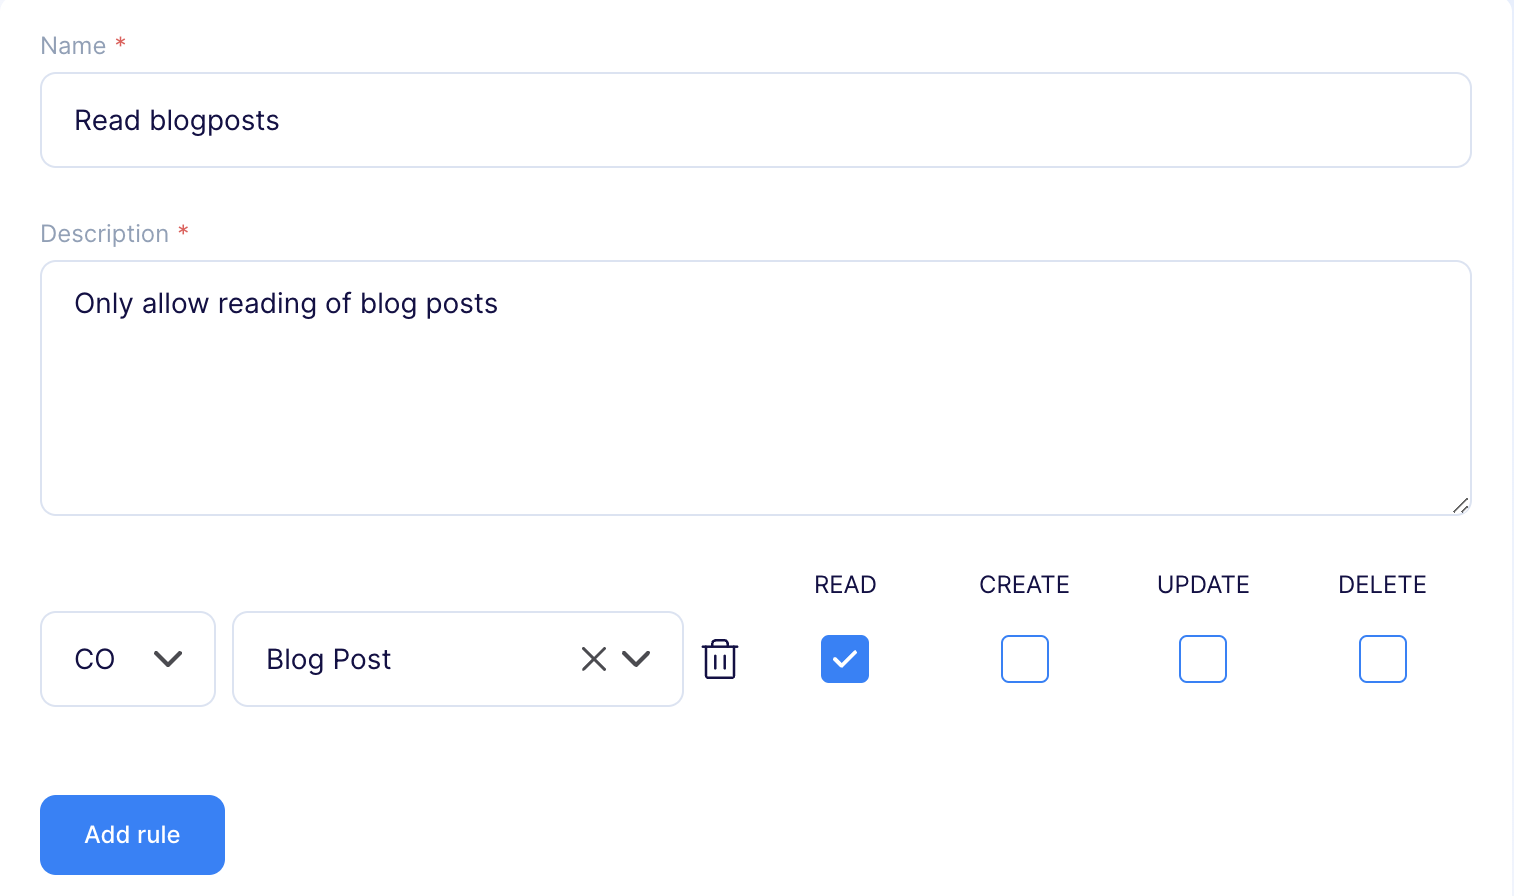 Name *
Read blogposts
Description *
Only allow reading of blog posts
READ CREATE UPDATE DELETE
CO Blog Post
Add rule